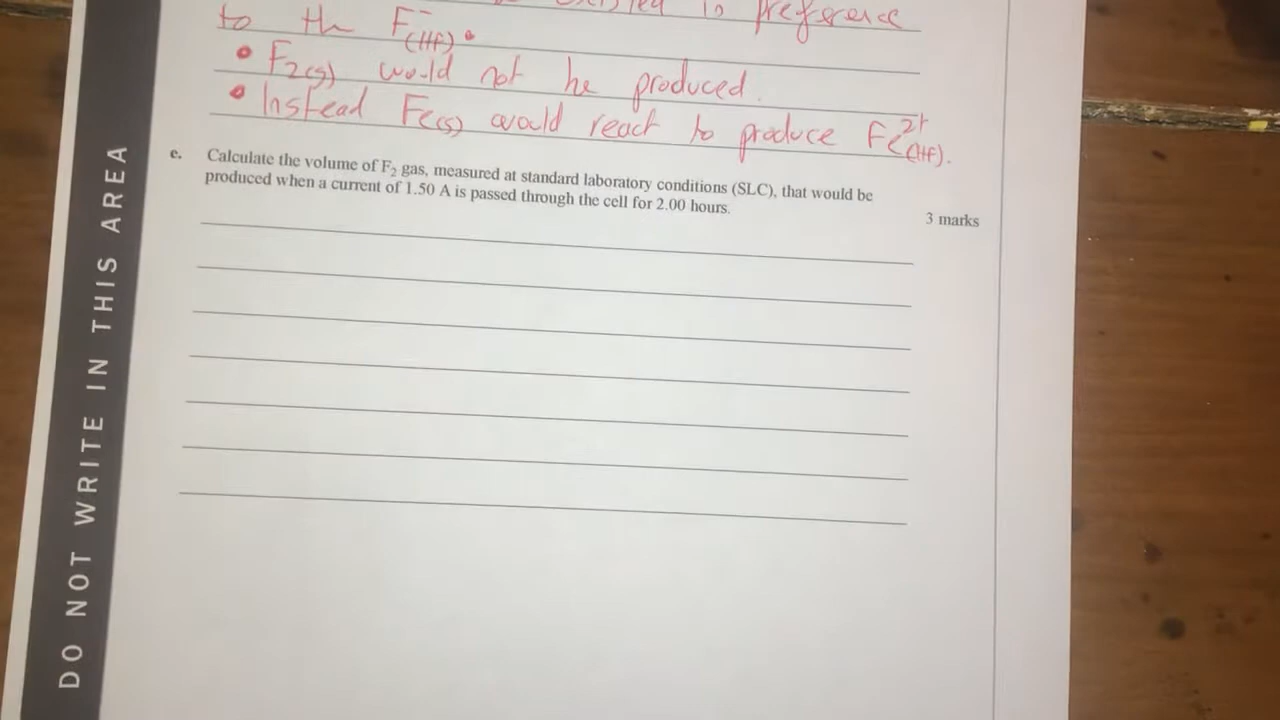 in preference
to the F⁻(HF).
• F2(g) would not be produced.
• Instead Fe(s) would react to produce Fe²⁺(HF).
e. Calculate the volume of F₂ gas, measured at standard laboratory conditions (SLC), that would be
produced when a current of 1.50 A is passed through the cell for 2.00 hours.
3 marks
DO NOT WRITE IN THIS AREA